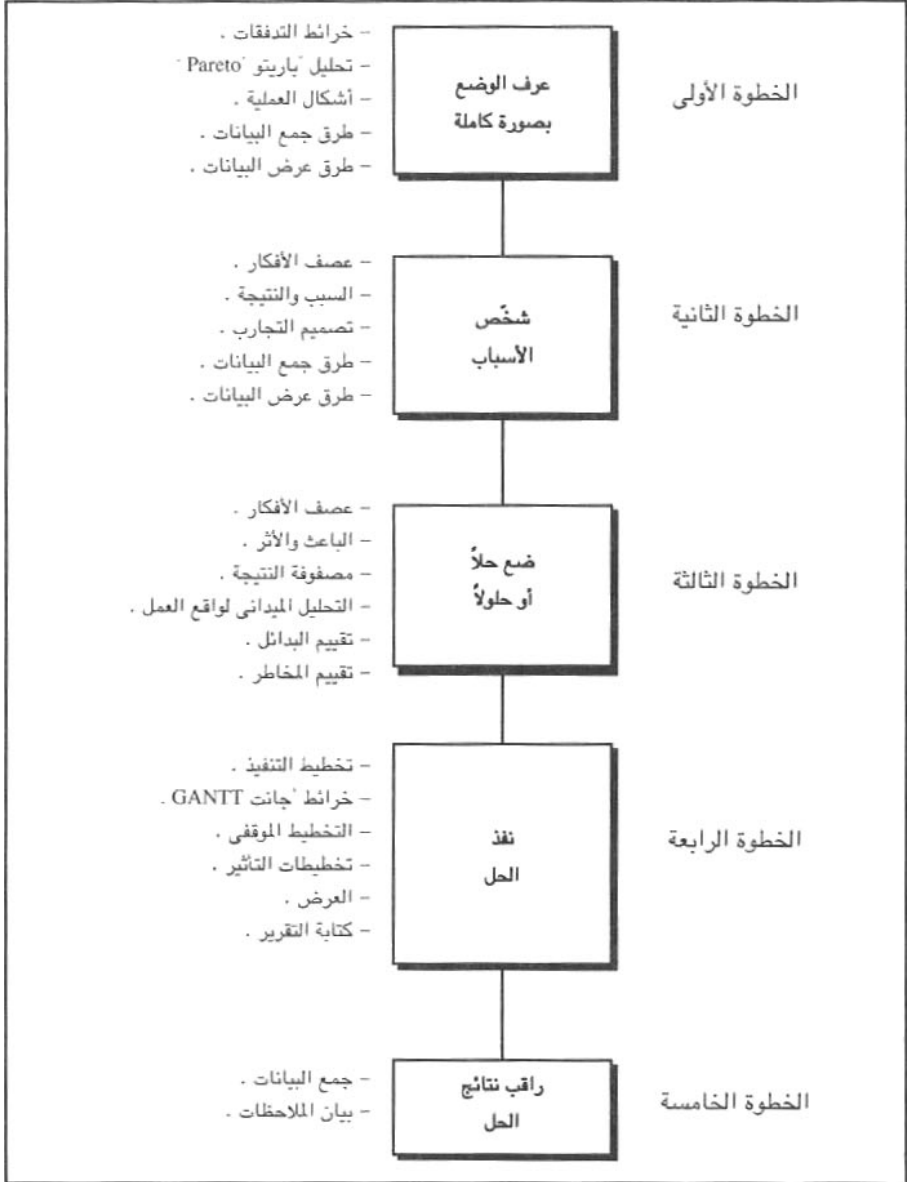 الخطوة الأولى
عرف الوضع
بصورة كاملة
– خرائط التدفقات .
– تحليل "باريتو" Pareto
– أشكال العملية .
– طرق جمع البيانات .
– طرق عرض البيانات .
الخطوة الثانية
شخّص
الأسباب
– عصف الأفكار .
– السبب والنتيجة .
– تصميم التجارب .
– طرق جمع البيانات .
– طرق عرض البيانات .
الخطوة الثالثة
ضع حلاً
أو حلولاً
– عصف الأفكار .
– الباعث والأثر .
– مصفوفة النتيجة .
– التحليل الميدانى لواقع العمل .
– تقييم البدائل .
– تقييم المخاطر .
الخطوة الرابعة
نفذ
الحل
– تخطيط التنفيذ .
– خرائط "جانت GANTT .
– التخطيط الموقفى .
– تخطيطات التأثير .
– العرض .
– كتابة التقرير .
الخطوة الخامسة
راقب نتائج
الحل
– جمع البيانات .
– بيان الملاحظات .